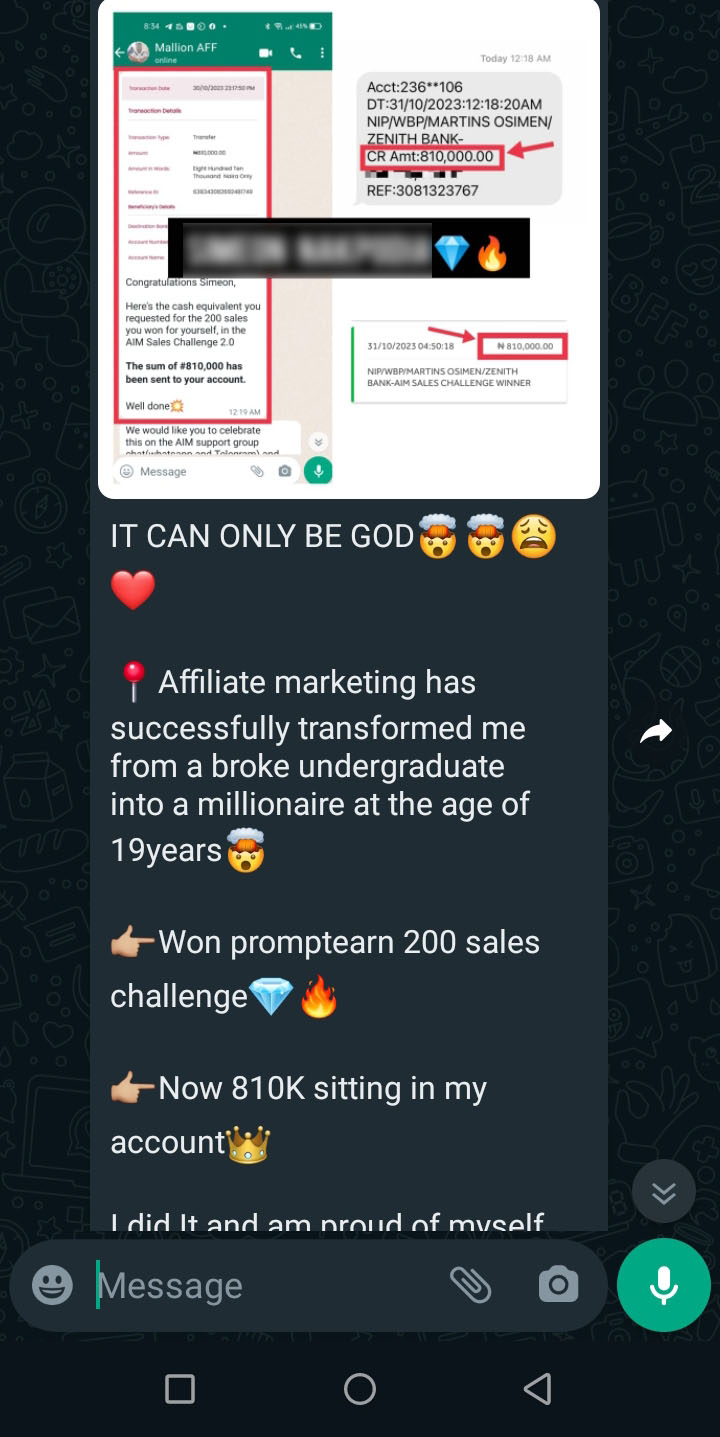 8:34
45%
Mallion AFF
online
Transaction Date 30/10/2023 23:17:50 PM
Transaction Details
Transaction Type Transfer
Amount ₦810,000.00
Amount in Words Eight Hundred Ten
Thousand Naira Only
Reference ID
Beneficiary's Details
Destination Bank
Account Number
Account Name
Congratulations Simeon,
Here's the cash equivalent you
requested for the 200 sales
you won for yourself, in the
AIM Sales Challenge 2.0
The sum of #810,000 has
been sent to your account.
Well done💥
12:19 AM
We would like you to celebrate
this on the AIM support group
chat(whatsapp and Telegram) and
Message
Today 12:18 AM
Acct:236**106
DT:31/10/2023:12:18:20AM
NIP/WBP/MARTINS OSIMEN/
ZENITH BANK-
CR Amt:810,000.00
REF:3081323767
💎🔥
31/10/2023 04:50:18 ₦ 810,000.00
NIP/WBP/MARTINS OSIMEN/ZENITH
BANK-AIM SALES CHALLENGE WINNER
IT CAN ONLY BE GOD🤯🤯😩
❤️
📍Affiliate marketing has
successfully transformed me
from a broke undergraduate
into a millionaire at the age of
19years🤯
👉🏼Won promptearn 200 sales
challenge💎🔥
👉🏼Now 810K sitting in my
account👑
I did It and am proud of myself
Message